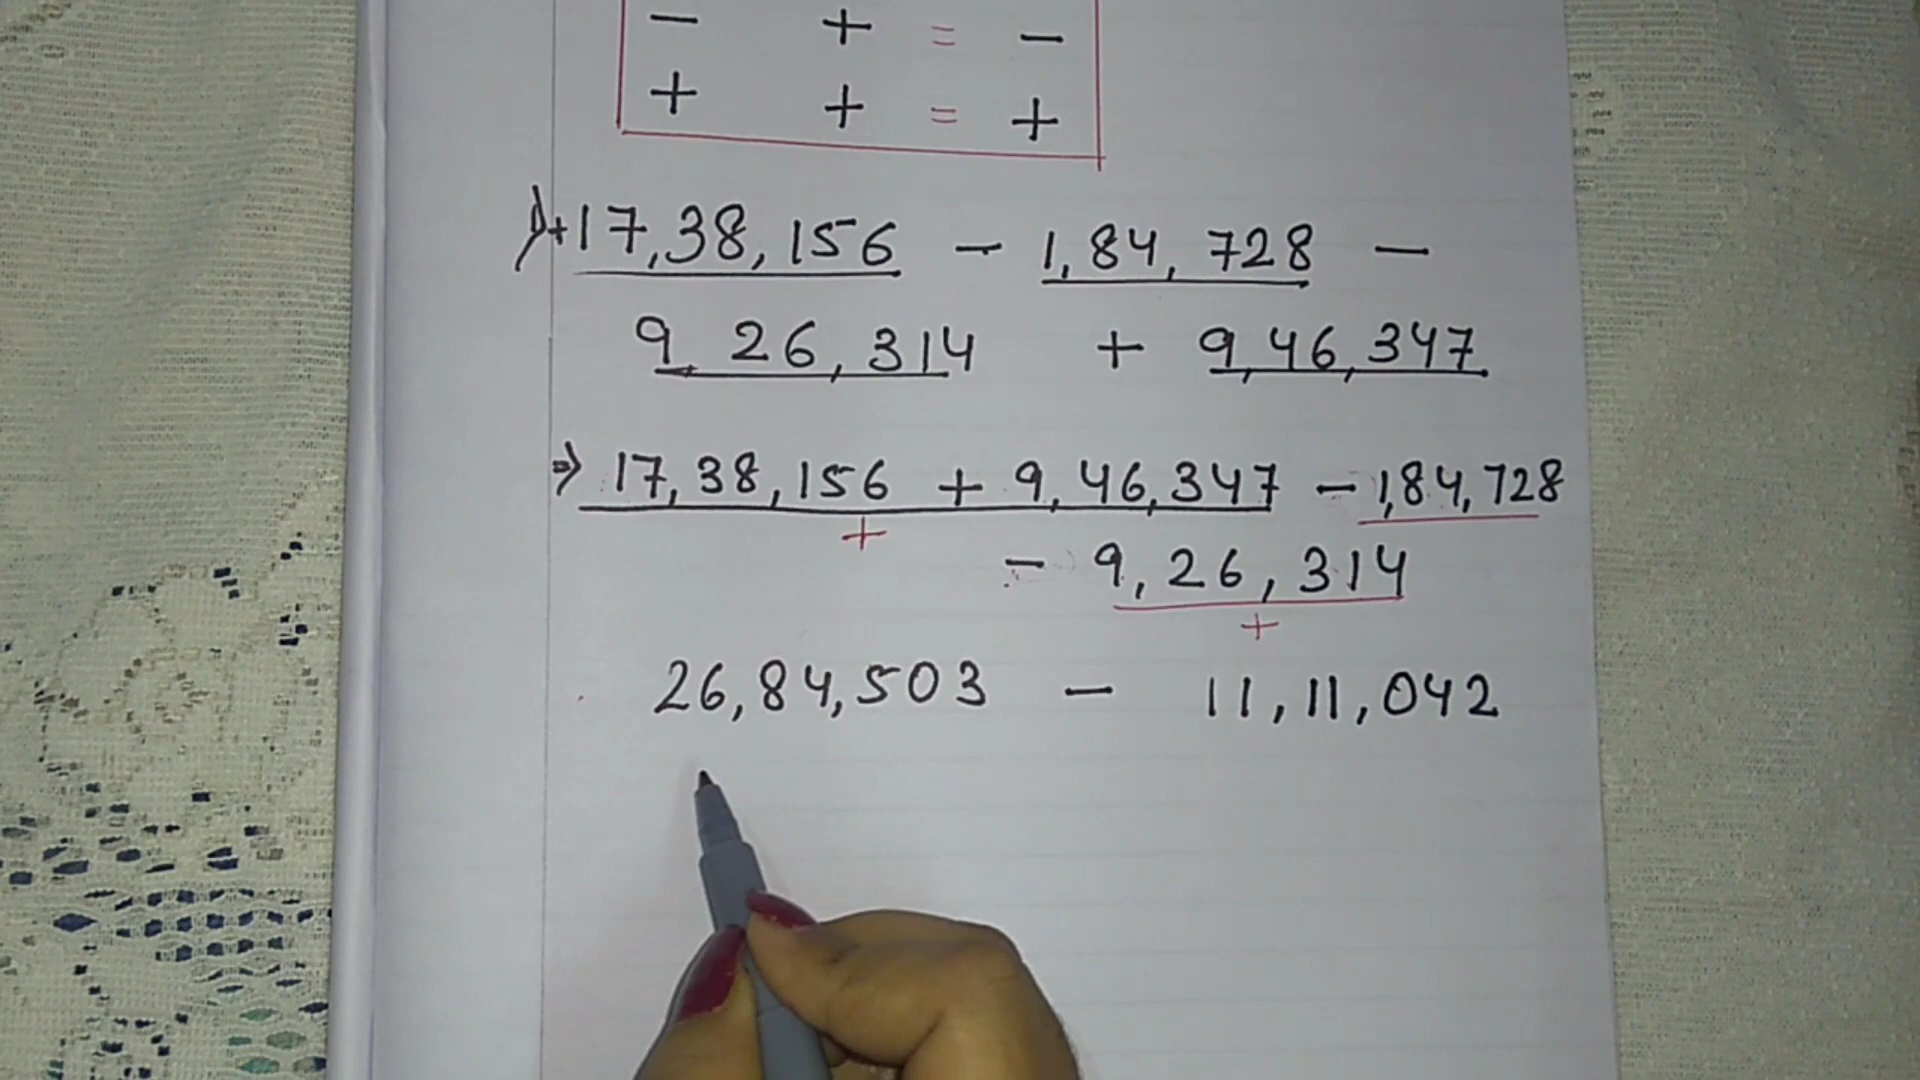 - + = -
+ + = +
1) +17,38,156 - 1,84,728 -
9,26,314 + 9,46,347
⇒ 17,38,156 + 9,46,347 - 1,84,728
+
- 9,26,314
+
26,84,503 - 11,11,042